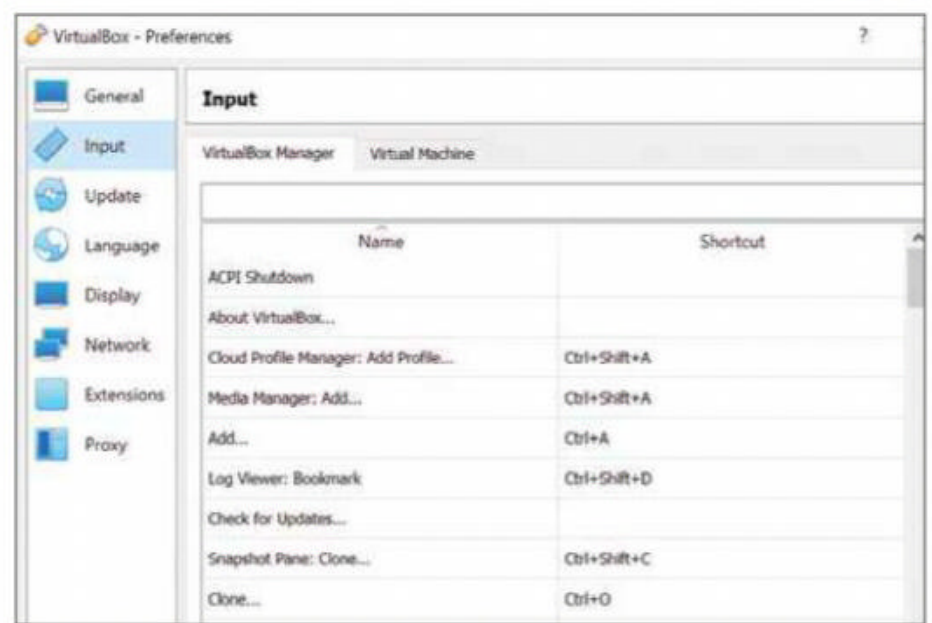 VirtualBox - Preferences ?
General
Input
Update
Language
Display
Network
Extensions
Proxy
Input
VirtualBox Manager Virtual Machine
Name Shortcut
ACPI Shutdown
About VirtualBox...
Cloud Profile Manager: Add Profile... Ctrl+Shift+A
Media Manager: Add... Ctrl+Shift+A
Add... Ctrl+A
Log Viewer: Bookmark Ctrl+Shift+D
Check for Updates...
Snapshot Pane: Clone... Ctrl+Shift+C
Clone... Ctrl+O